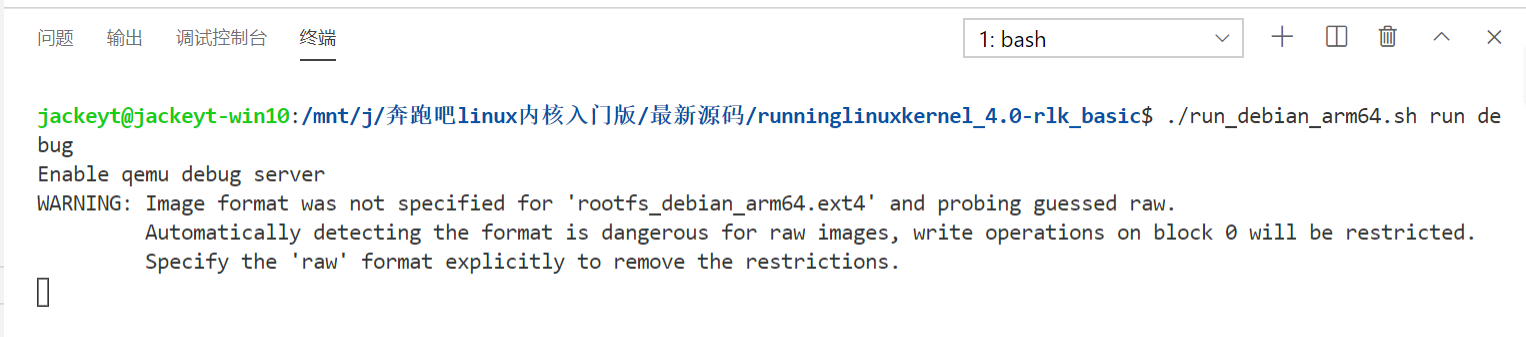 问题 输出 调试控制台 终端 1: bash
jackeyt@jackeyt-win10:/mnt/j/奔跑吧linux内核入门版/最新源码/runninglinuxkernel_4.0-rlk_basic$ ./run_debian_arm64.sh run de
bug
Enable qemu debug server
WARNING: Image format was not specified for 'rootfs_debian_arm64.ext4' and probing guessed raw.
Automatically detecting the format is dangerous for raw images, write operations on block 0 will be restricted.
Specify the 'raw' format explicitly to remove the restrictions.